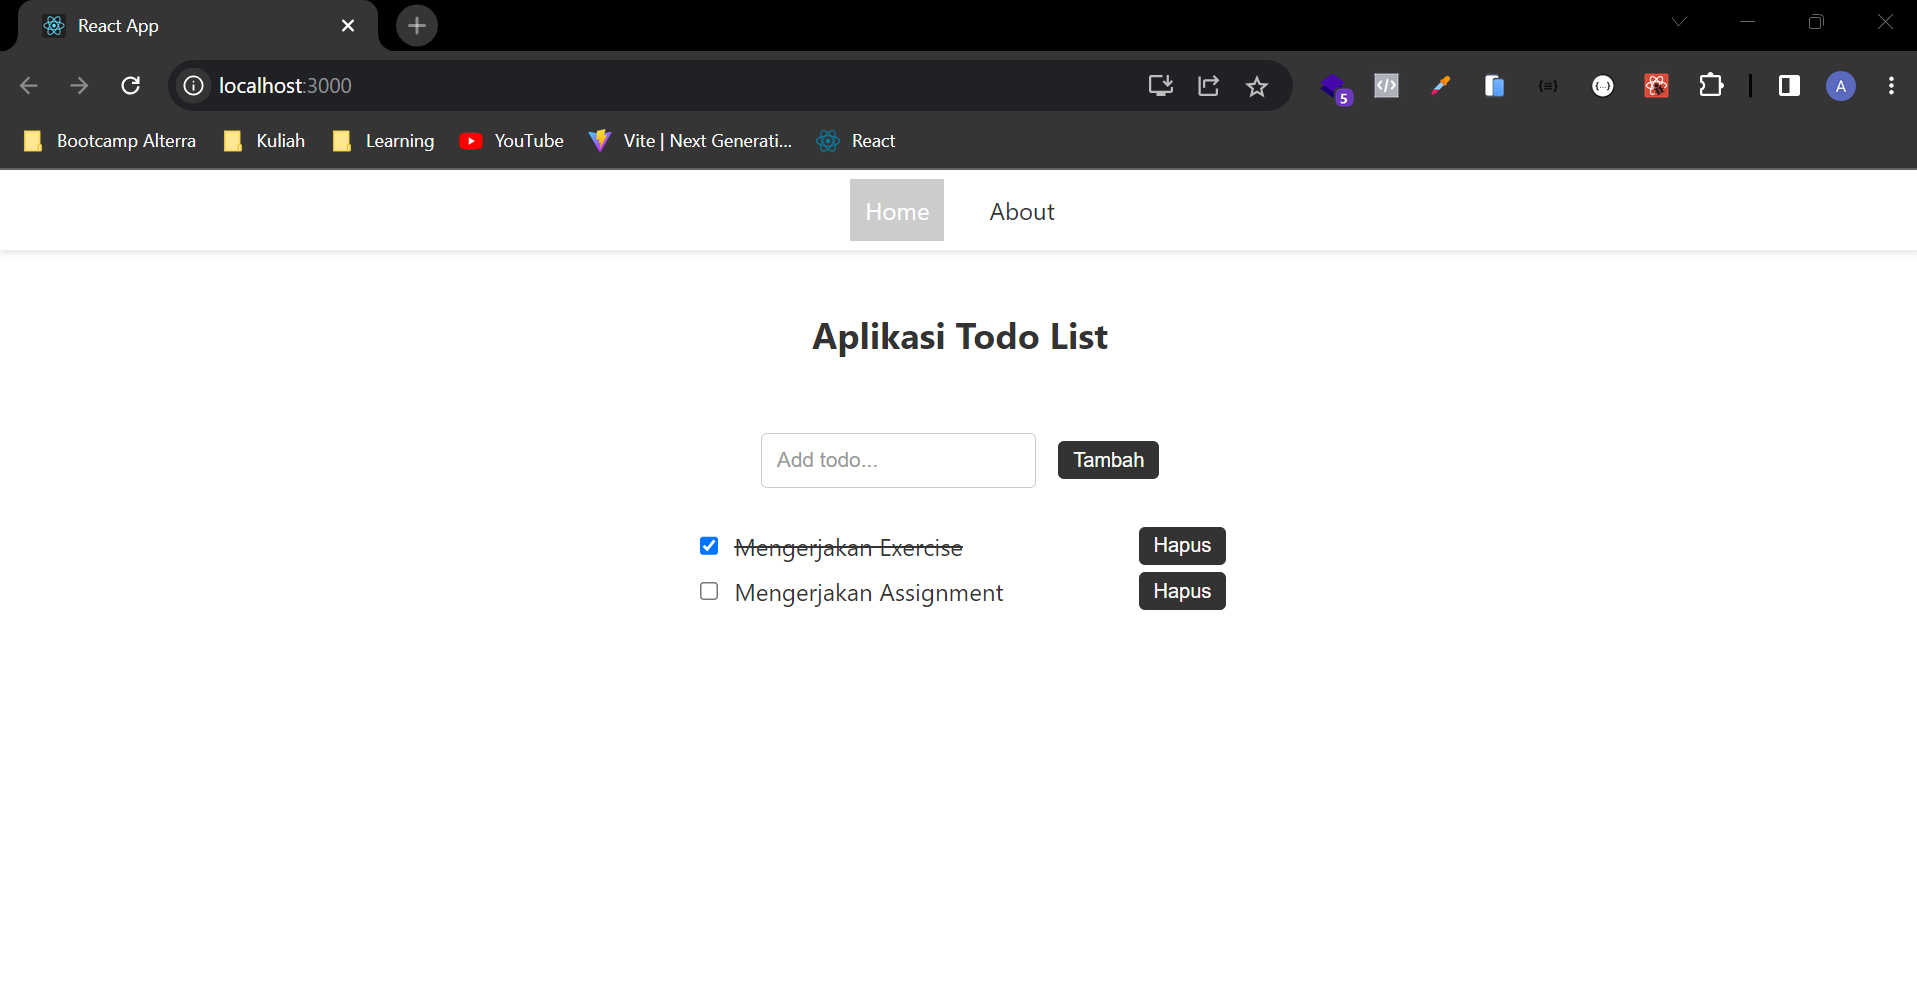 React App
localhost:3000
5
A
Bootcamp Alterra Kuliah Learning YouTube Vite | Next Generati... React
Home About
Aplikasi Todo List
Add todo... Tambah
Mengerjakan Exercise Hapus
Mengerjakan Assignment Hapus